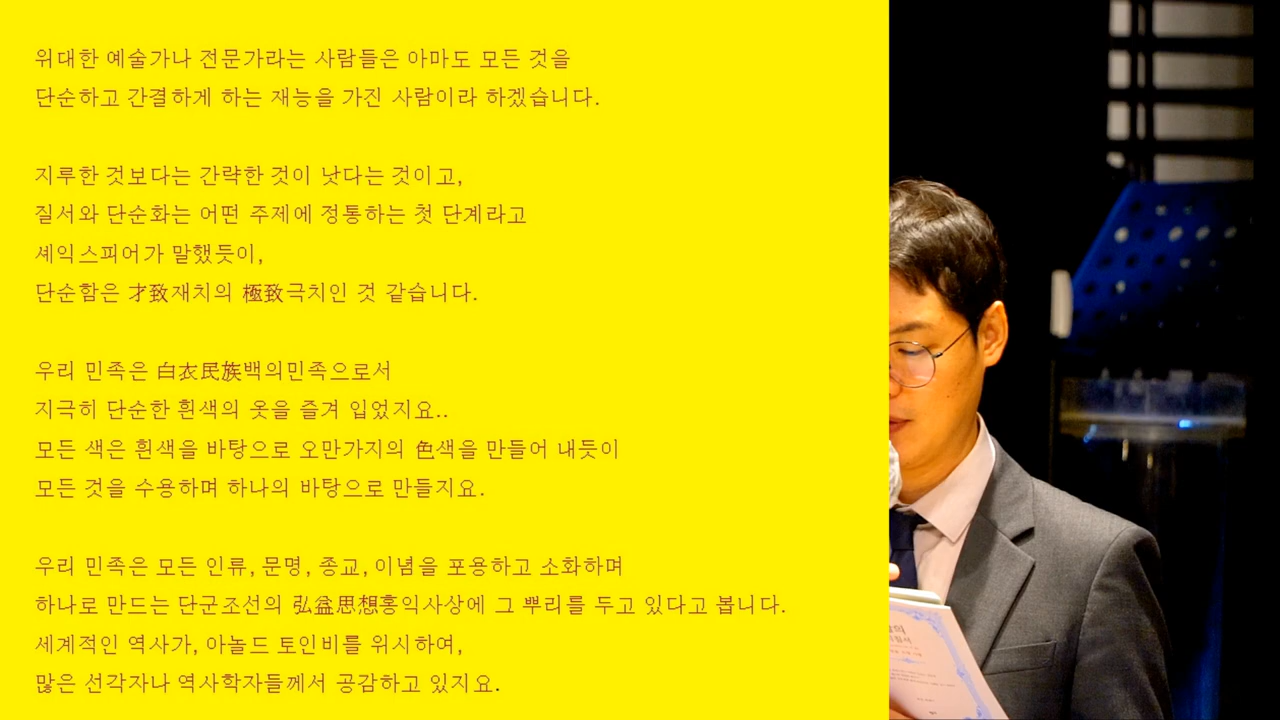 위대한 예술가나 전문가라는 사람들은 아마도 모든 것을
단순하고 간결하게 하는 재능을 가진 사람이라 하겠습니다.
지루한 것보다는 간략한 것이 낫다는 것이고,
질서와 단순화는 어떤 주제에 정통하는 첫 단계라고
셰익스피어가 말했듯이,
단순함은 才致재치의 極致극치인 것 같습니다.
우리 민족은 白衣民族백의민족으로서
지극히 단순한 흰색의 옷을 즐겨 입었지요..
모든 색은 흰색을 바탕으로 오만가지의 色색을 만들어 내듯이
모든 것을 수용하며 하나의 바탕으로 만들지요.
우리 민족은 모든 인류, 문명, 종교, 이념을 포용하고 소화하며
하나로 만드는 단군조선의 弘益思想홍익사상에 그 뿌리를 두고 있다고 봅니다.
세계적인 역사가, 아놀드 토인비를 위시하여,
많은 선각자나 역사학자들께서 공감하고 있지요.